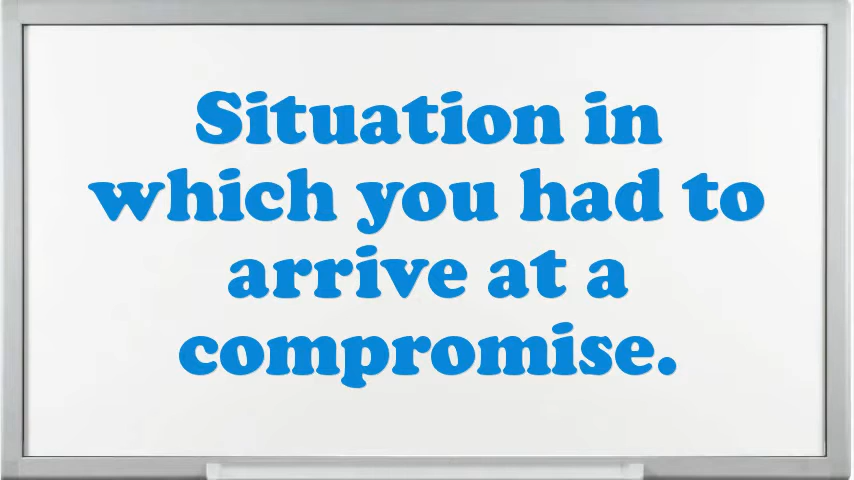 Situation in
which you had to
arrive at a
compromise.